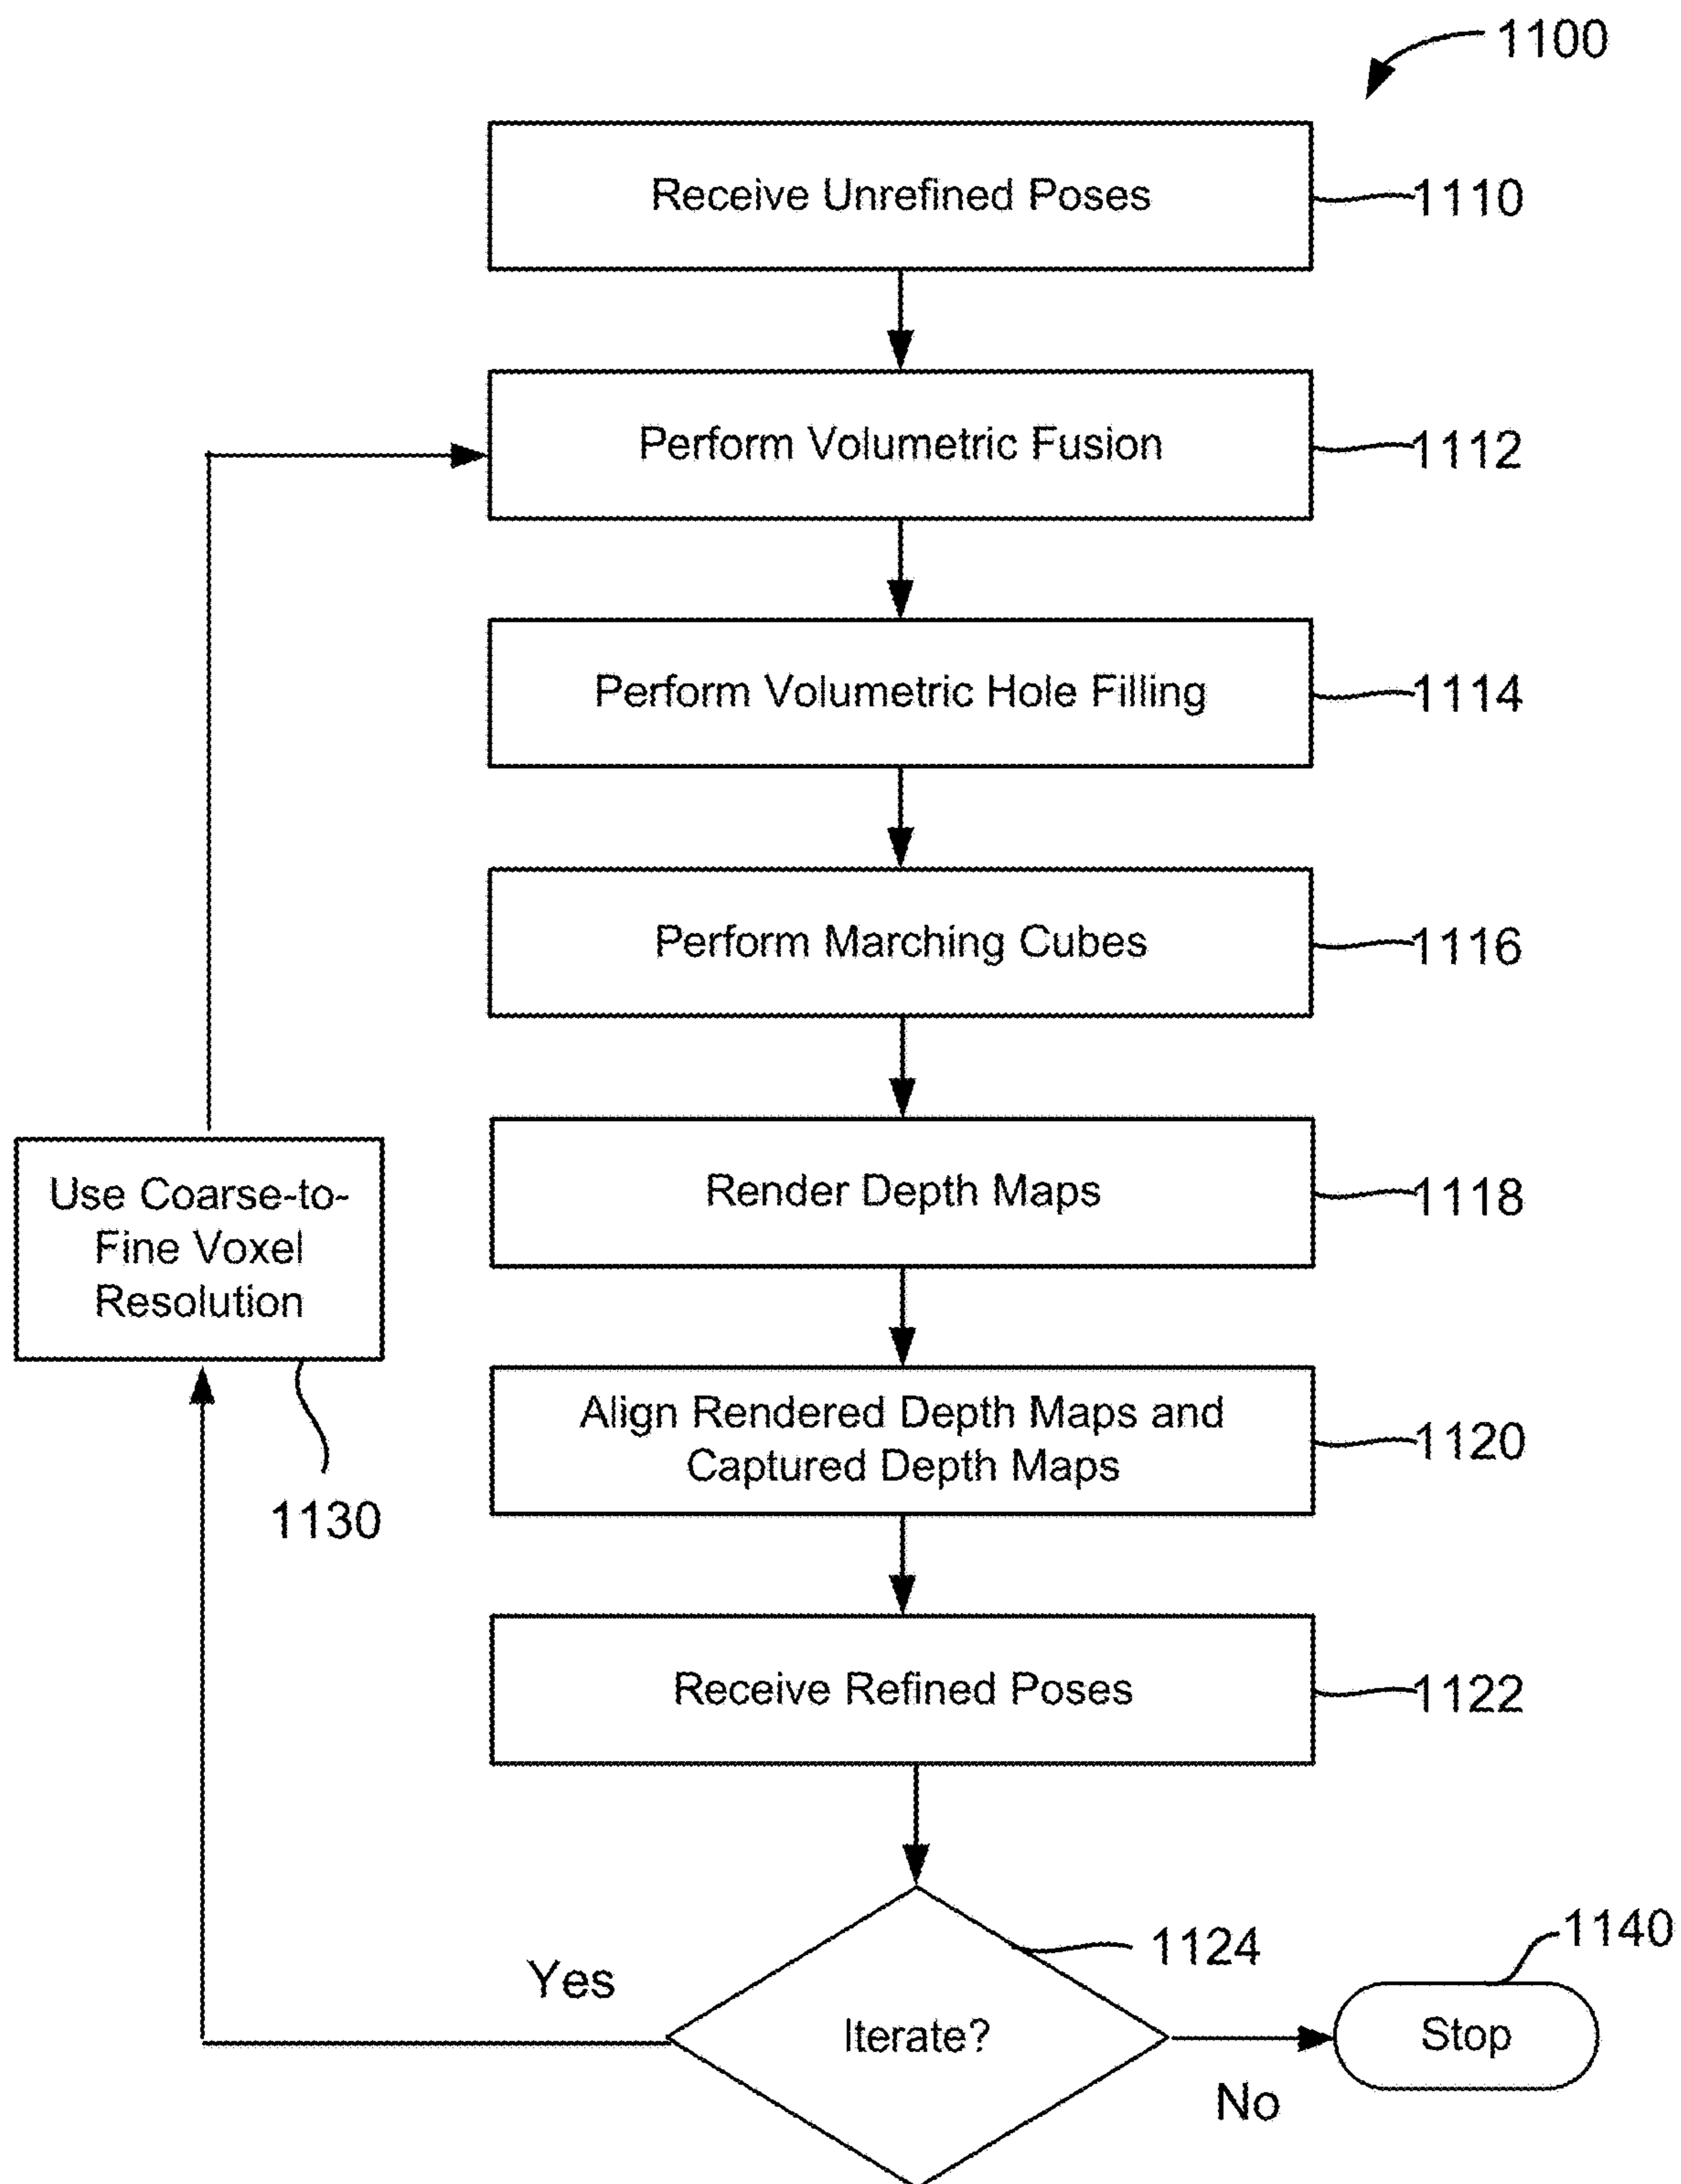 1100
Receive Unrefined Poses
1110
Perform Volumetric Fusion
1112
Perform Volumetric Hole Filling
1114
Perform Marching Cubes
1116
Render Depth Maps
1118
Use Coarse-to-
Fine Voxel
Resolution
1130
Align Rendered Depth Maps and
Captured Depth Maps
1120
Receive Refined Poses
1122
Iterate?
1124
Yes
No
Stop
1140